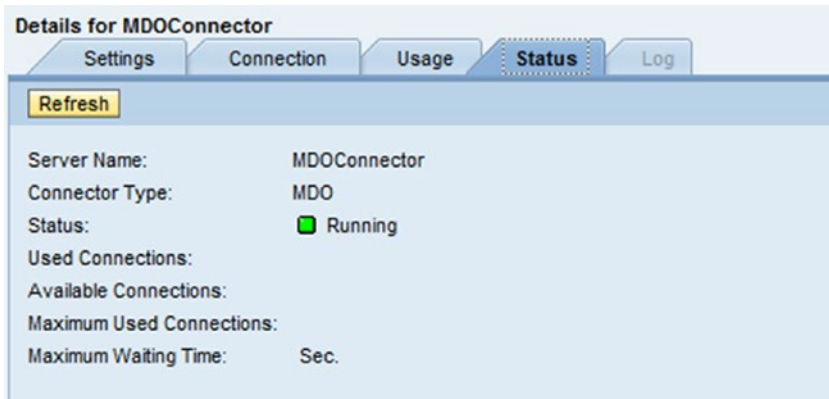 Details for MDOConnector
Settings Connection Usage Status Log
Refresh
Server Name: MDOConnector
Connector Type: MDO
Status: Running
Used Connections:
Available Connections:
Maximum Used Connections:
Maximum Waiting Time: Sec.